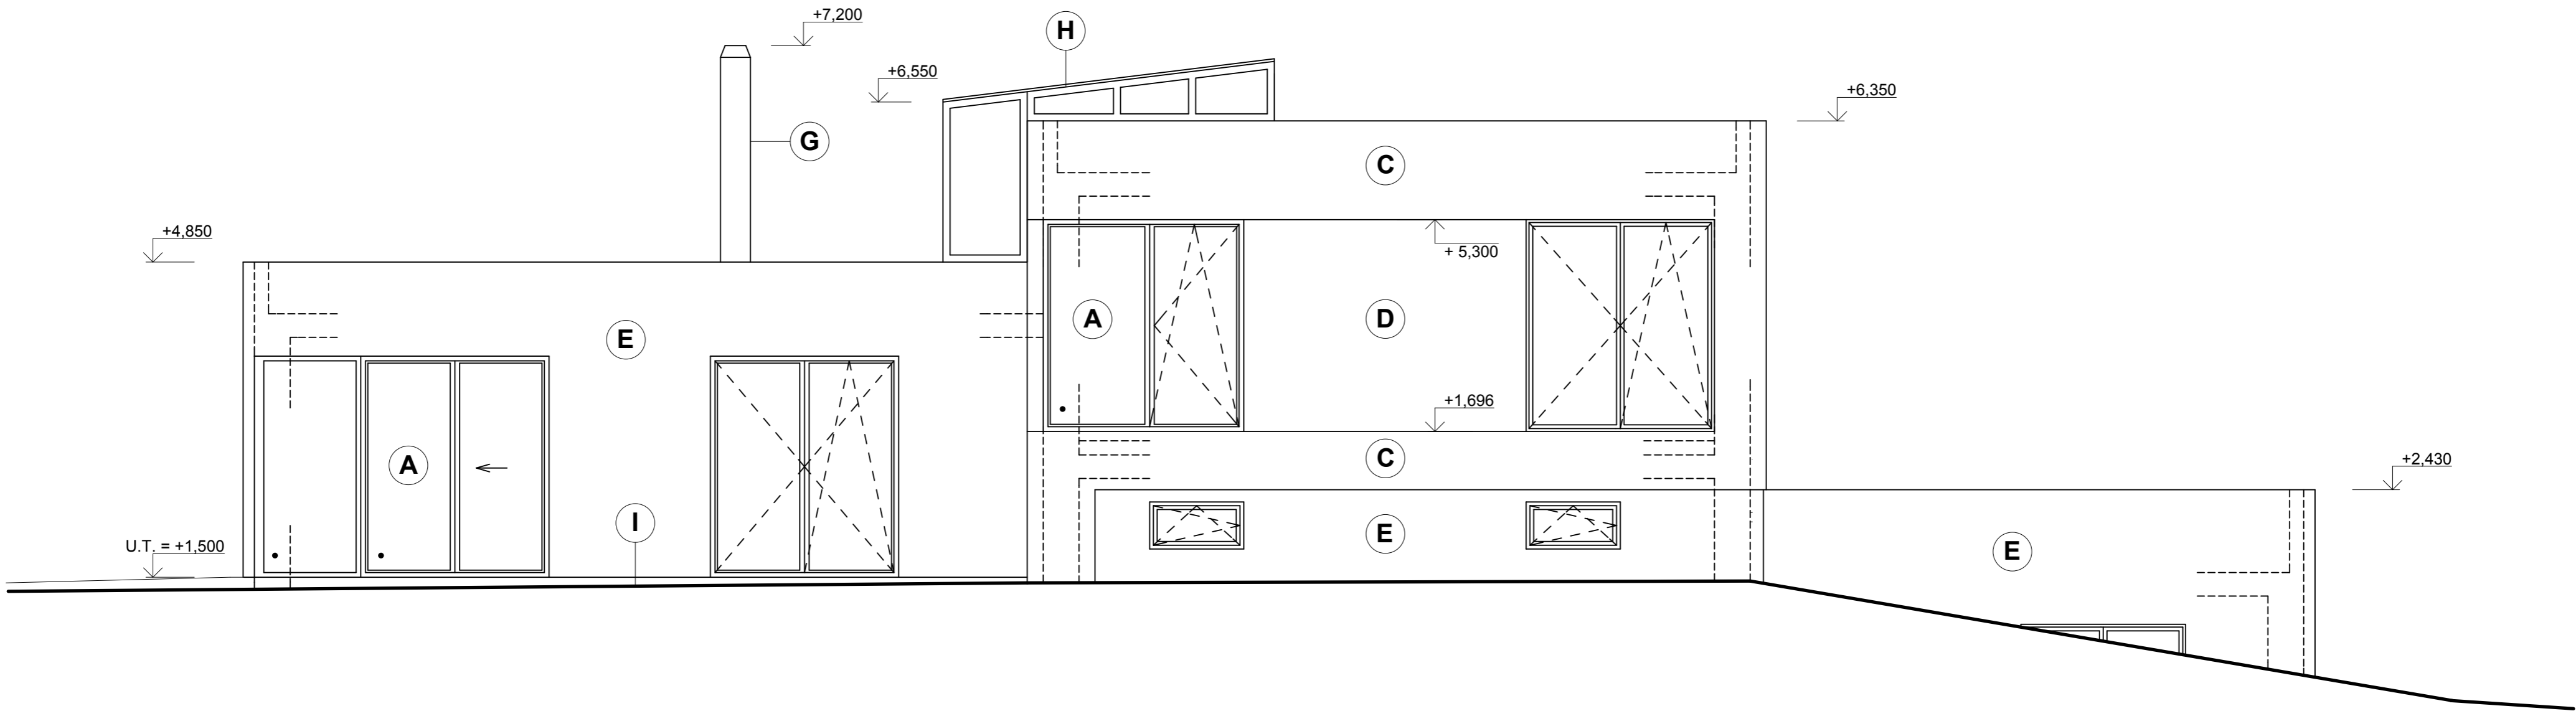 +7,200
H
+6,550
+6,350
G
C
+4,850
+ 5,300
E
A
D
+1,696
A
C
+2,430
I
E
E
U.T. = +1,500